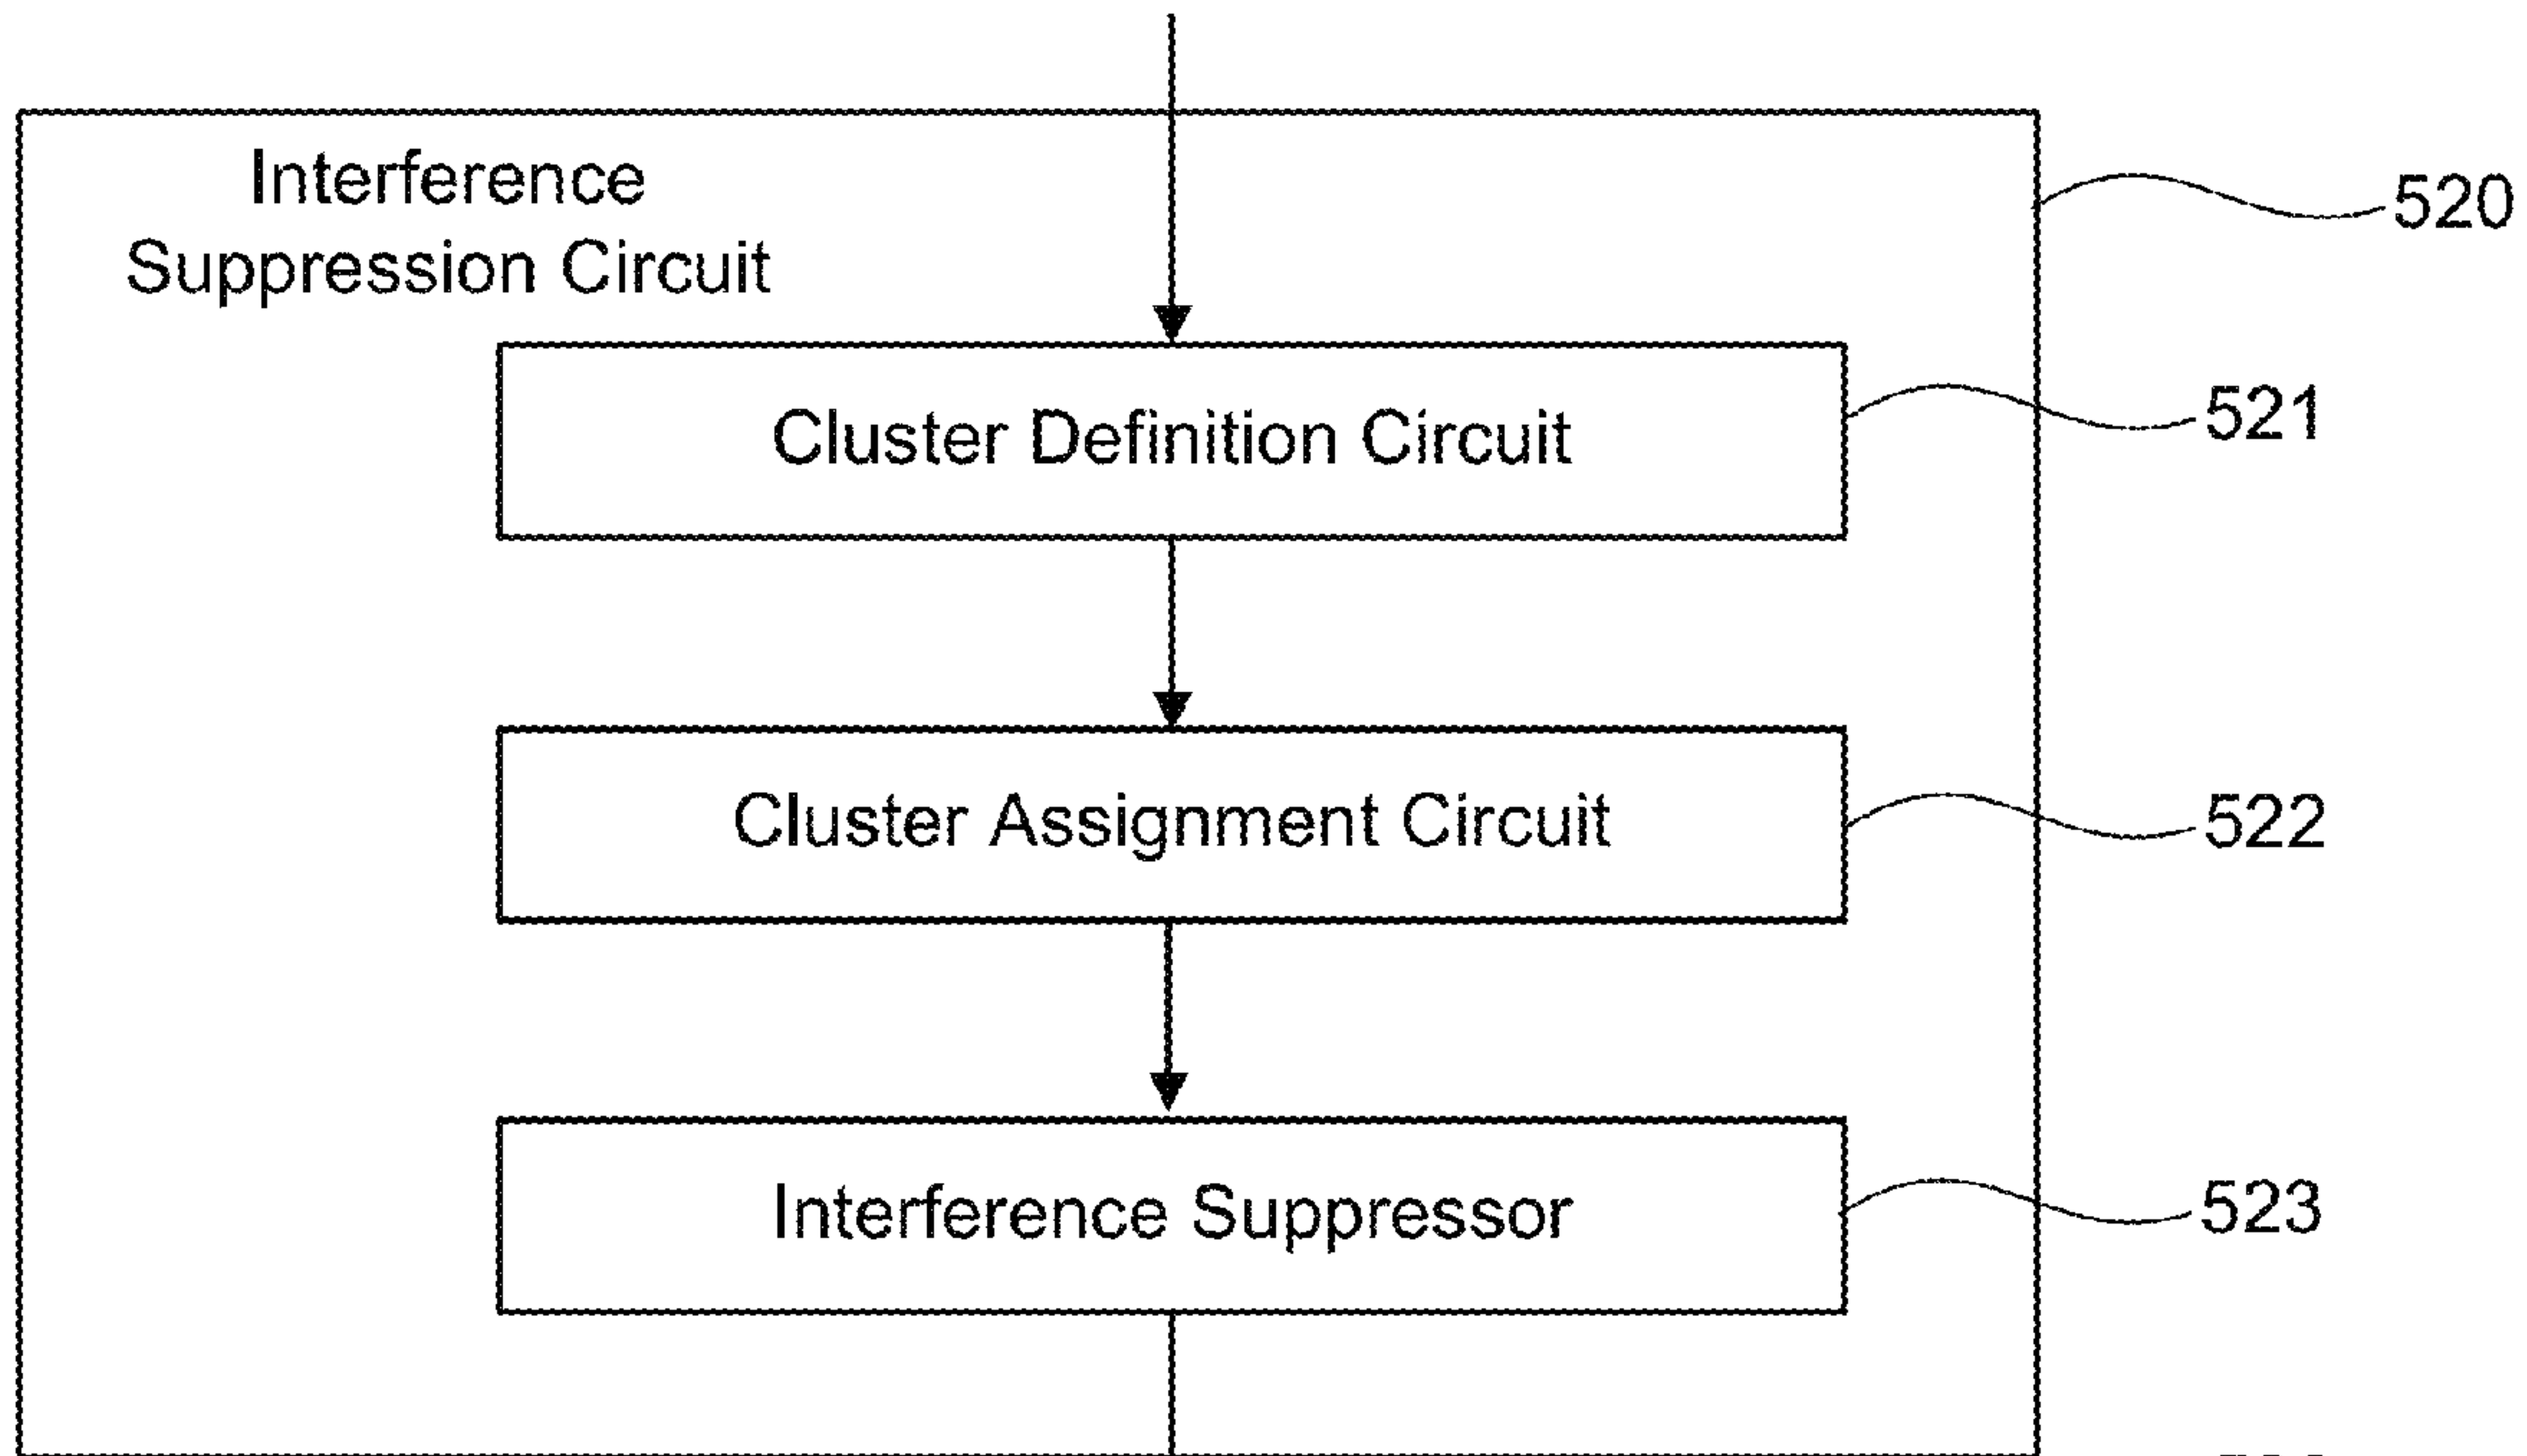 Interference
Suppression Circuit
520
Cluster Definition Circuit
521
Cluster Assignment Circuit
522
Interference Suppressor
523